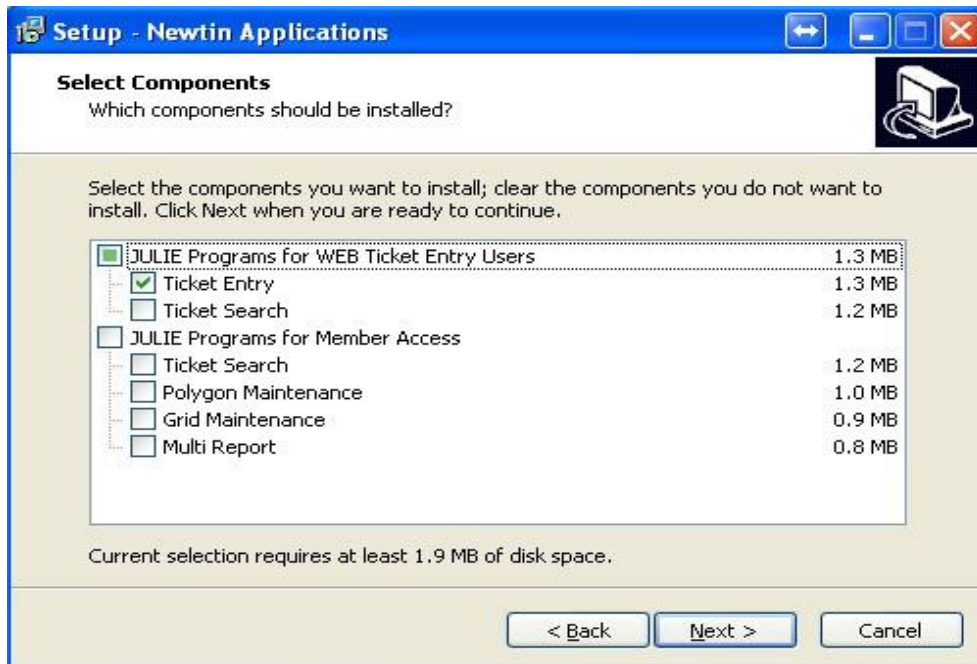 Setup - Newtin Applications
Select Components
Which components should be installed?
Select the components you want to install; clear the components you do not want to
install. Click Next when you are ready to continue.
JULIE Programs for WEB Ticket Entry Users 1.3 MB
Ticket Entry 1.3 MB
Ticket Search 1.2 MB
JULIE Programs for Member Access
Ticket Search 1.2 MB
Polygon Maintenance 1.0 MB
Grid Maintenance 0.9 MB
Multi Report 0.8 MB
Current selection requires at least 1.9 MB of disk space.
< Back Next > Cancel